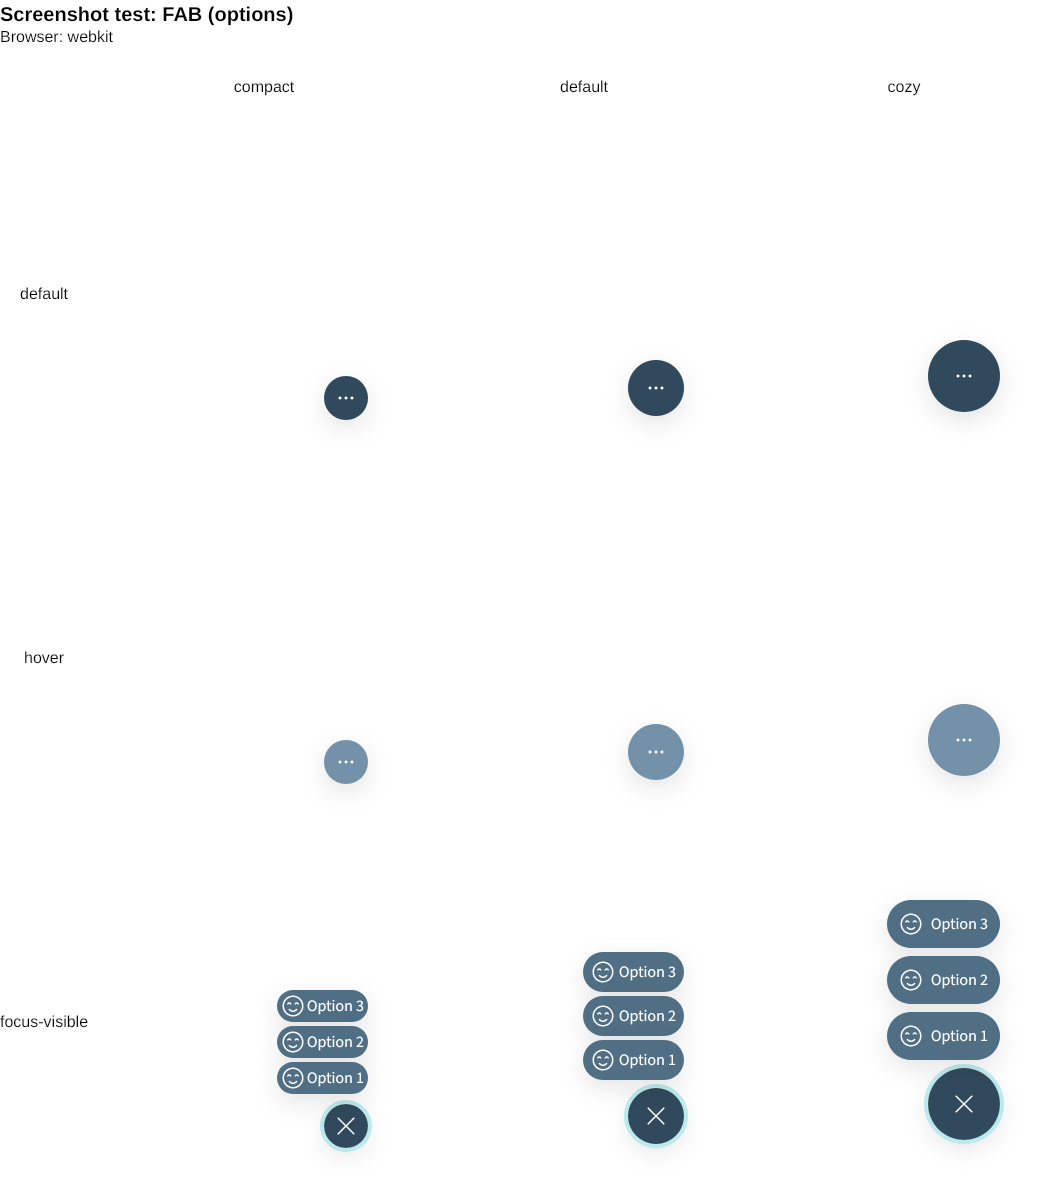 Screenshot test: FAB (options)
Browser: webkit
compact default cozy
default
hover
focus-visible
Option 3
Option 2
Option 1
Option 3
Option 2
Option 1
Option 3
Option 2
Option 1